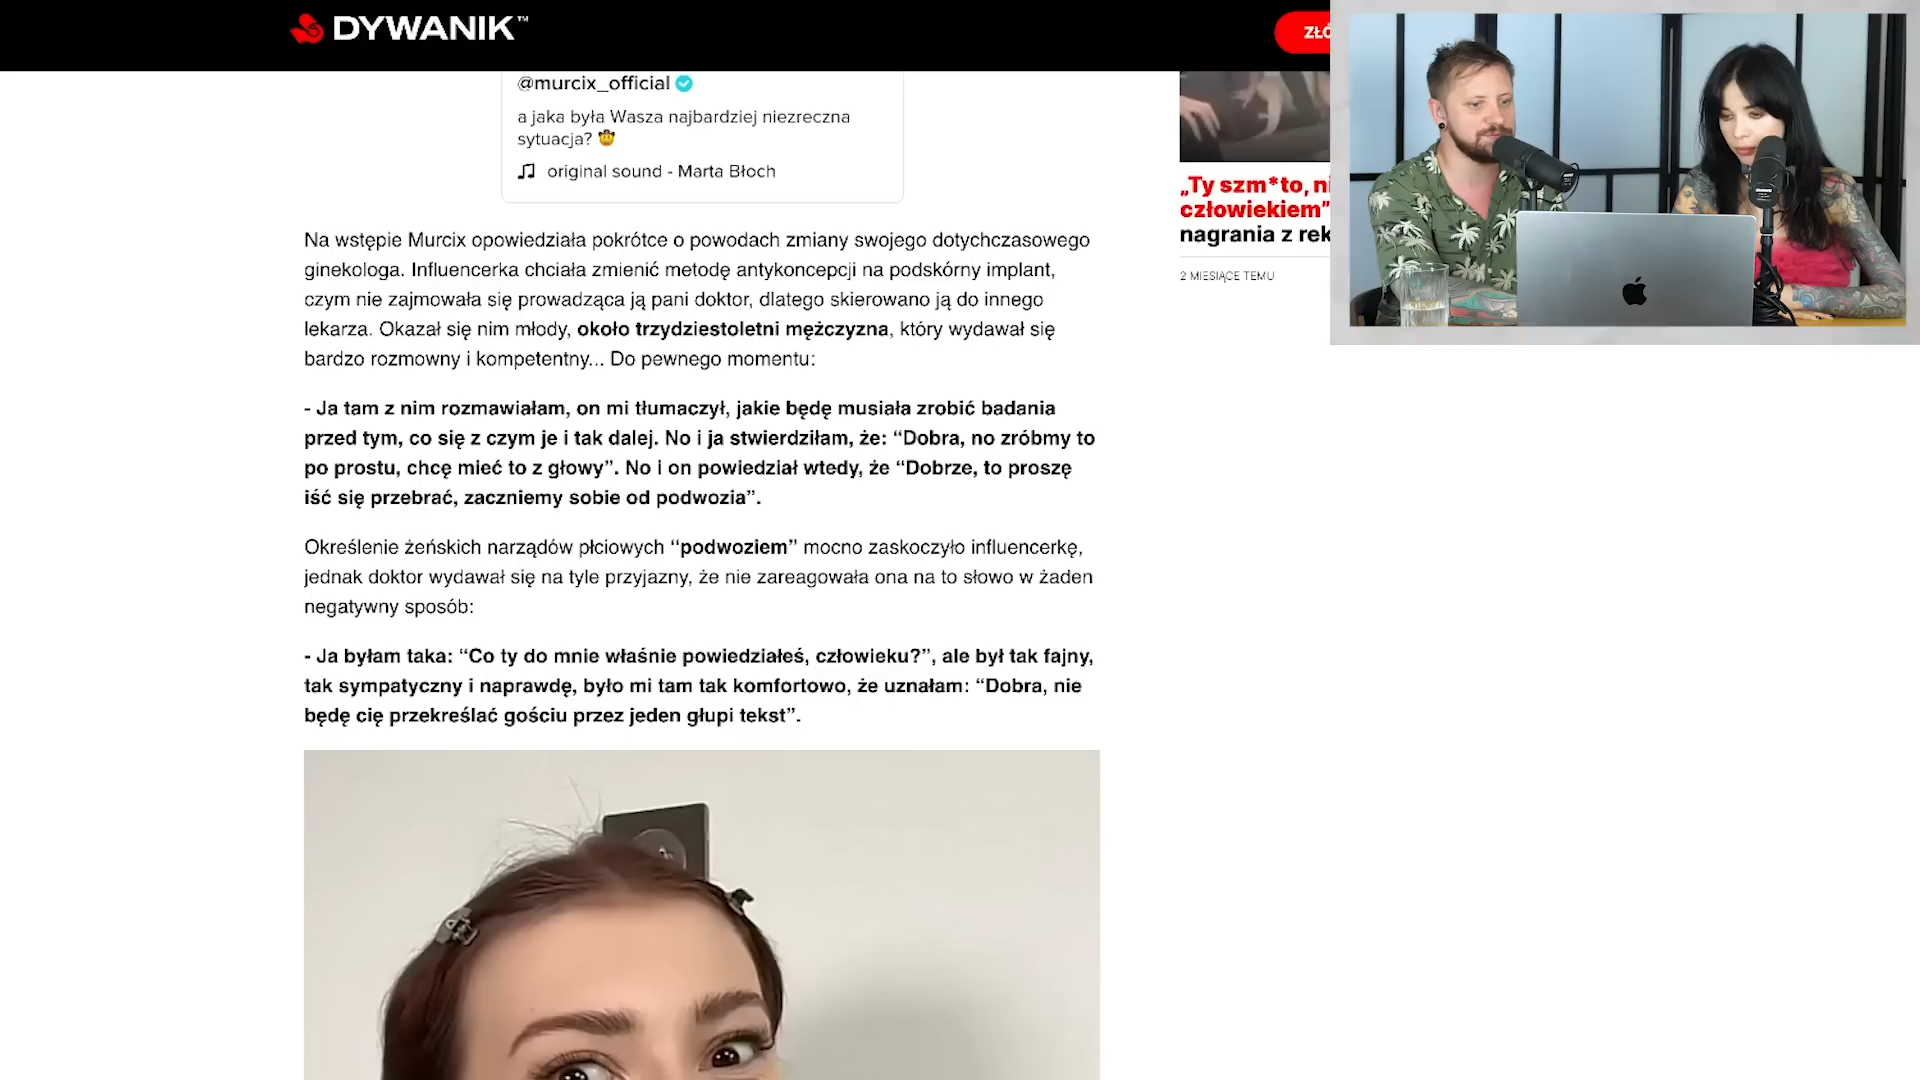 DYWANIK™
ZŁÓ
@murcix_official
a jaka była Wasza najbardziej niezreczna
sytuacja? 🤠
original sound - Marta Błoch
Na wstępie Murcix opowiedziała pokrótce o powodach zmiany swojego dotychczasowego
ginekologa. Influencerka chciała zmienić metodę antykoncepcji na podskórny implant,
czym nie zajmowała się prowadząca ją pani doktor, dlatego skierowano ją do innego
lekarza. Okazał się nim młody, około trzydziestoletni mężczyzna, który wydawał się
bardzo rozmowny i kompetentny... Do pewnego momentu:
- Ja tam z nim rozmawiałam, on mi tłumaczył, jakie będę musiała zrobić badania
przed tym, co się z czym je i tak dalej. No i ja stwierdziłam, że: “Dobra, no zróbmy to
po prostu, chcę mieć to z głowy”. No i on powiedział wtedy, że “Dobrze, to proszę
iść się przebrać, zaczniemy sobie od podwozia”.
Określenie żeńskich narządów płciowych “podwoziem” mocno zaskoczyło influencerkę,
jednak doktor wydawał się na tyle przyjazny, że nie zareagowała ona na to słowo w żaden
negatywny sposób:
- Ja byłam taka: “Co ty do mnie właśnie powiedziałeś, człowieku?”, ale był tak fajny,
tak sympatyczny i naprawdę, było mi tam tak komfortowo, że uznałam: “Dobra, nie
będę cię przekreślać gościu przez jeden głupi tekst”.
„Ty szm*to, ni
człowiekiem”
nagrania z rek
2 MIESIĄCE TEMU